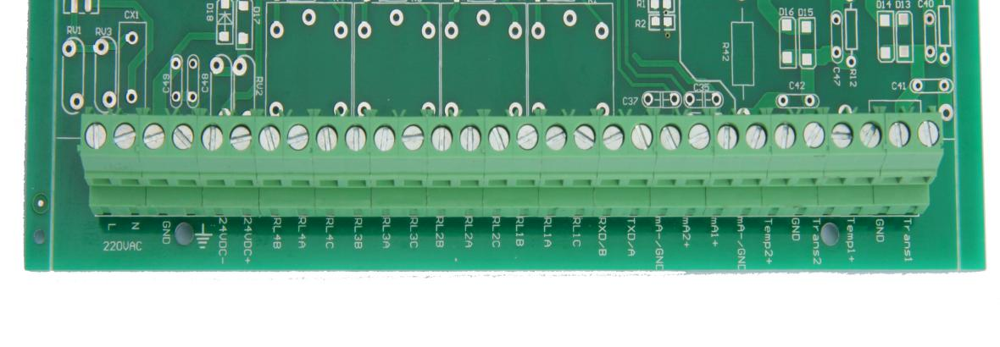 D18
D17
CX1
RV1
RV3
C49
C48
RV2
R1
R2
R42
D16 D15
D14 D13 C40
C47
R12
C37
C35
C42
C41
L
N
220VAC
GND
24VDC-
24VDC+
RL4B
RL4A
RL4C
RL3B
RL3A
RL3C
RL2B
RL2A
RL2C
RL1B
RL1A
RL1C
RXD/B
TXD/A
mA-/GND
mA2+
mA1+
mA-/GND
Temp2+
GND
Trans2
Temp1+
GND
Trans1